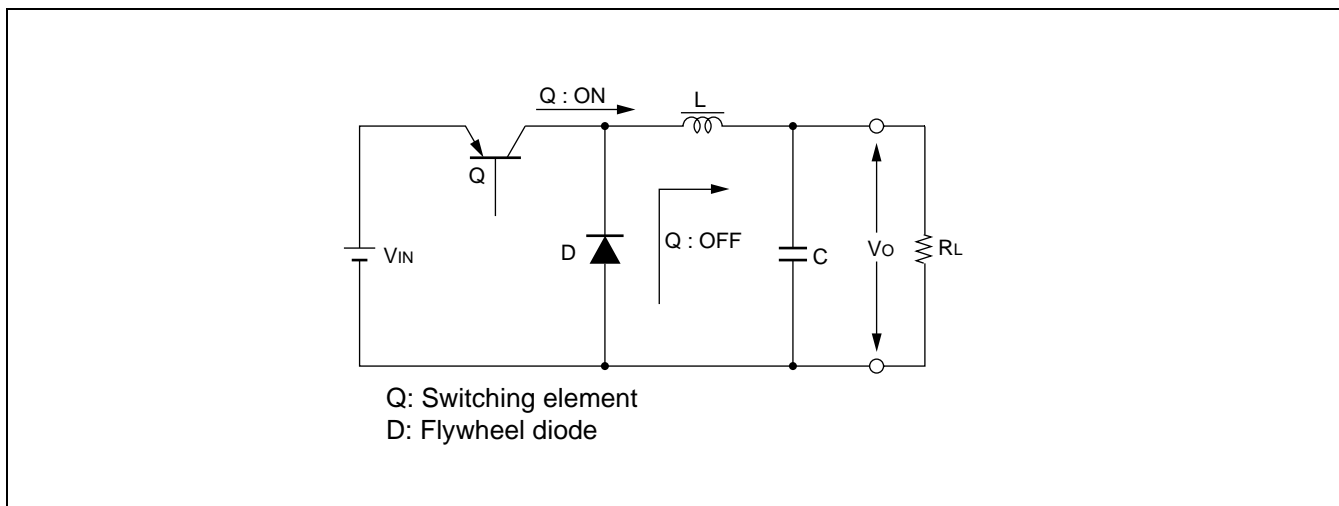 Q : ON
L
Q
VIN
D
Q : OFF
C
VO
RL
Q: Switching element
D: Flywheel diode